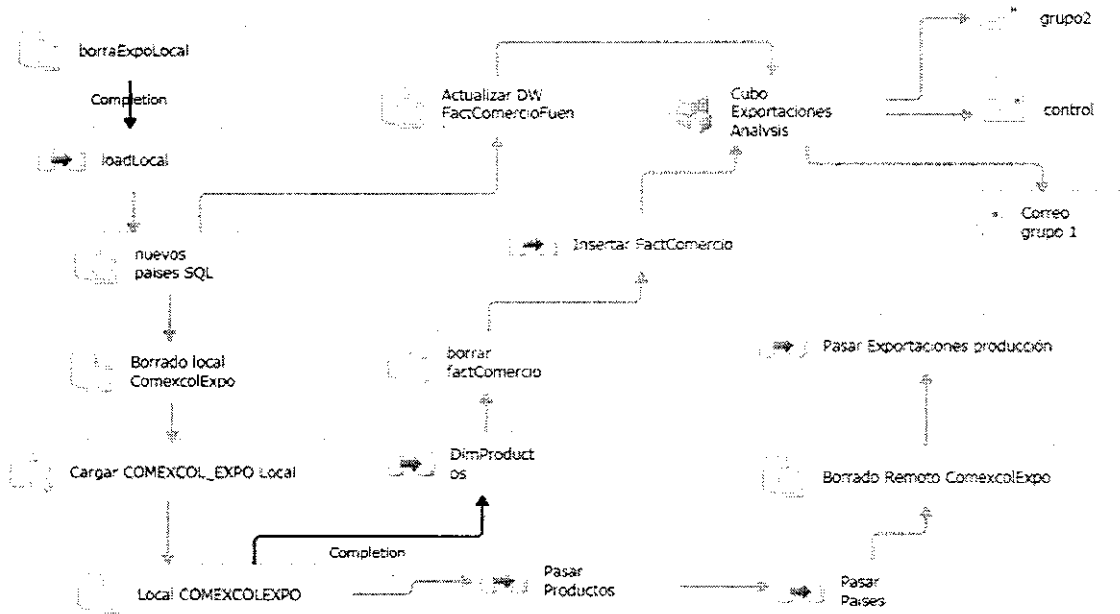 grupo2
borraExpoLocal
Completion
Actualizar DW
FactComercioFuen
Cubo
Exportaciones
Analysis
control
loadLocal
Correo
grupo 1
nuevos
paises SQL
Insertar FactComercio
Borrado local
ComexcolExpo
borrar
factComercio
Pasar Exportaciones producción
Cargar COMEXCOL_EXPO Local
DimProduct
os
Borrado Remoto ComexcolExpo
Completion
Local COMEXCOLEXPO
Pasar
Productos
Pasar
Paises